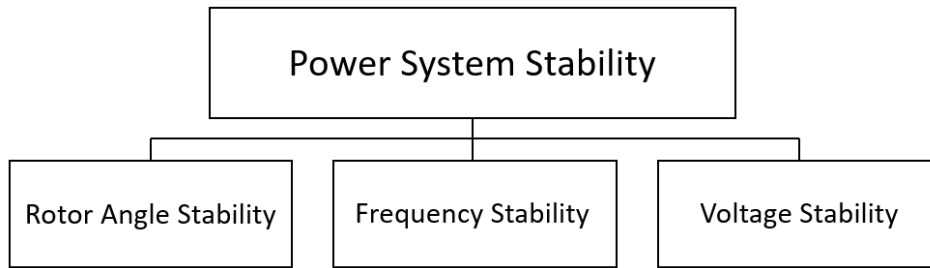 Power System Stability
Rotor Angle Stability
Frequency Stability
Voltage Stability